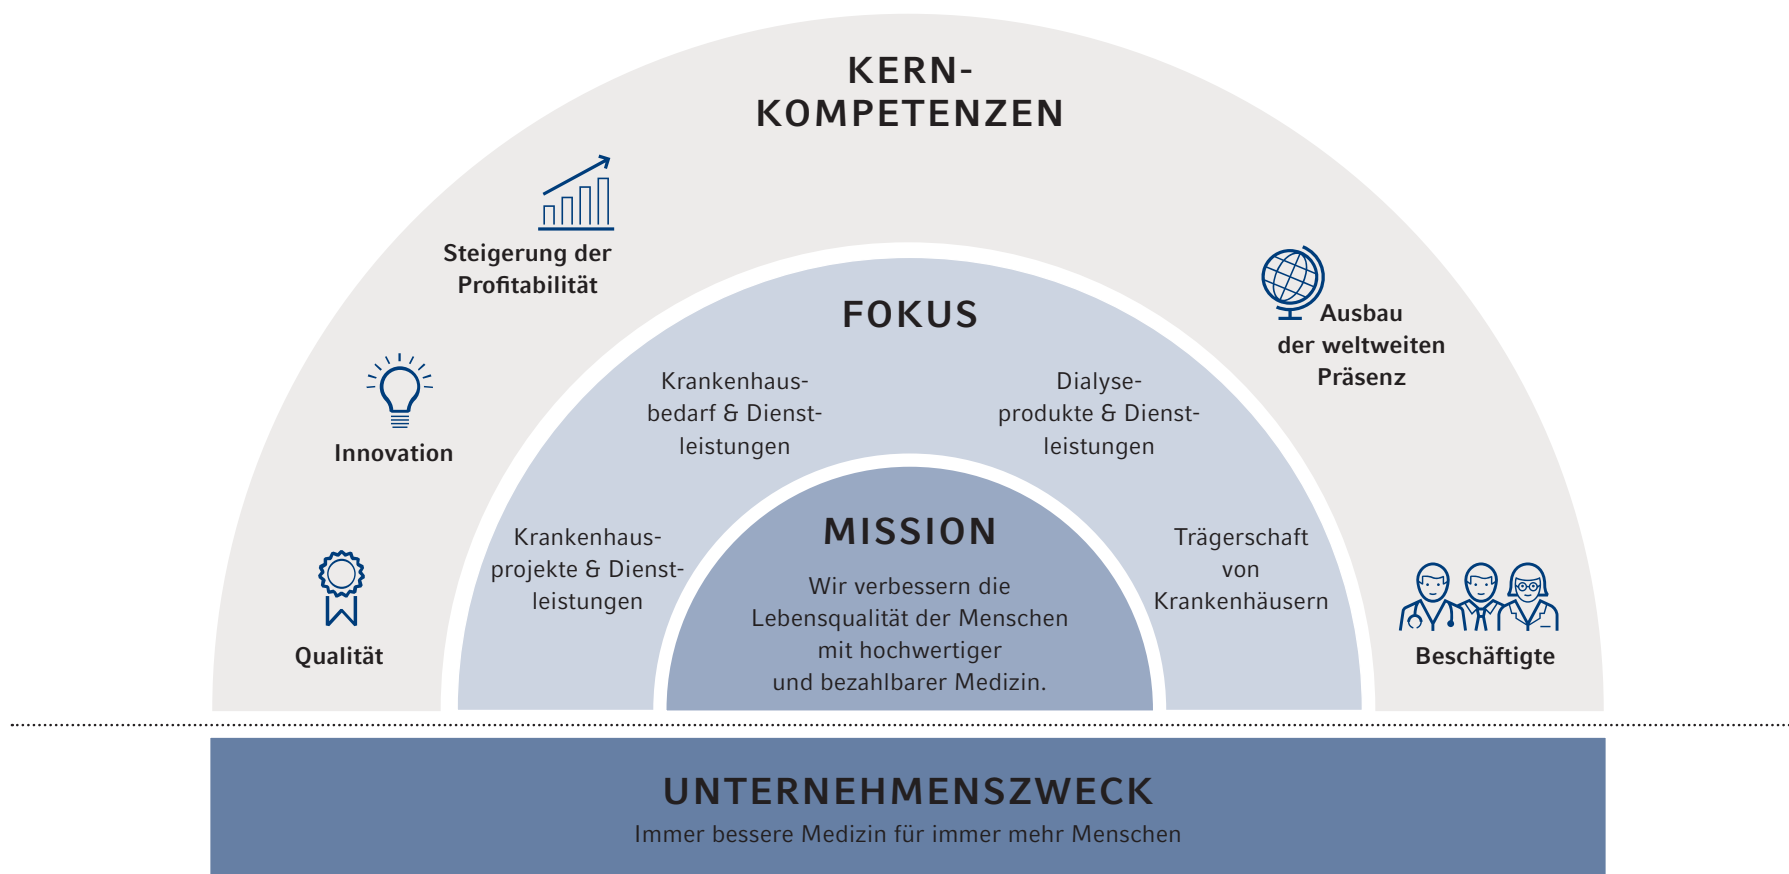 KERN-
KOMPETENZEN
Steigerung der
Profitabilität
Innovation
Qualität
Ausbau
der weltweiten
Präsenz
Beschäftigte
FOKUS
Krankenhaus-
bedarf & Dienst-
leistungen
Dialyse-
produkte & Dienst-
leistungen
Krankenhaus-
projekte & Dienst-
leistungen
Trägerschaft
von
Krankenhäusern
MISSION
Wir verbessern die
Lebensqualität der Menschen
mit hochwertiger
und bezahlbarer Medizin.
UNTERNEHMENSZWECK
Immer bessere Medizin für immer mehr Menschen